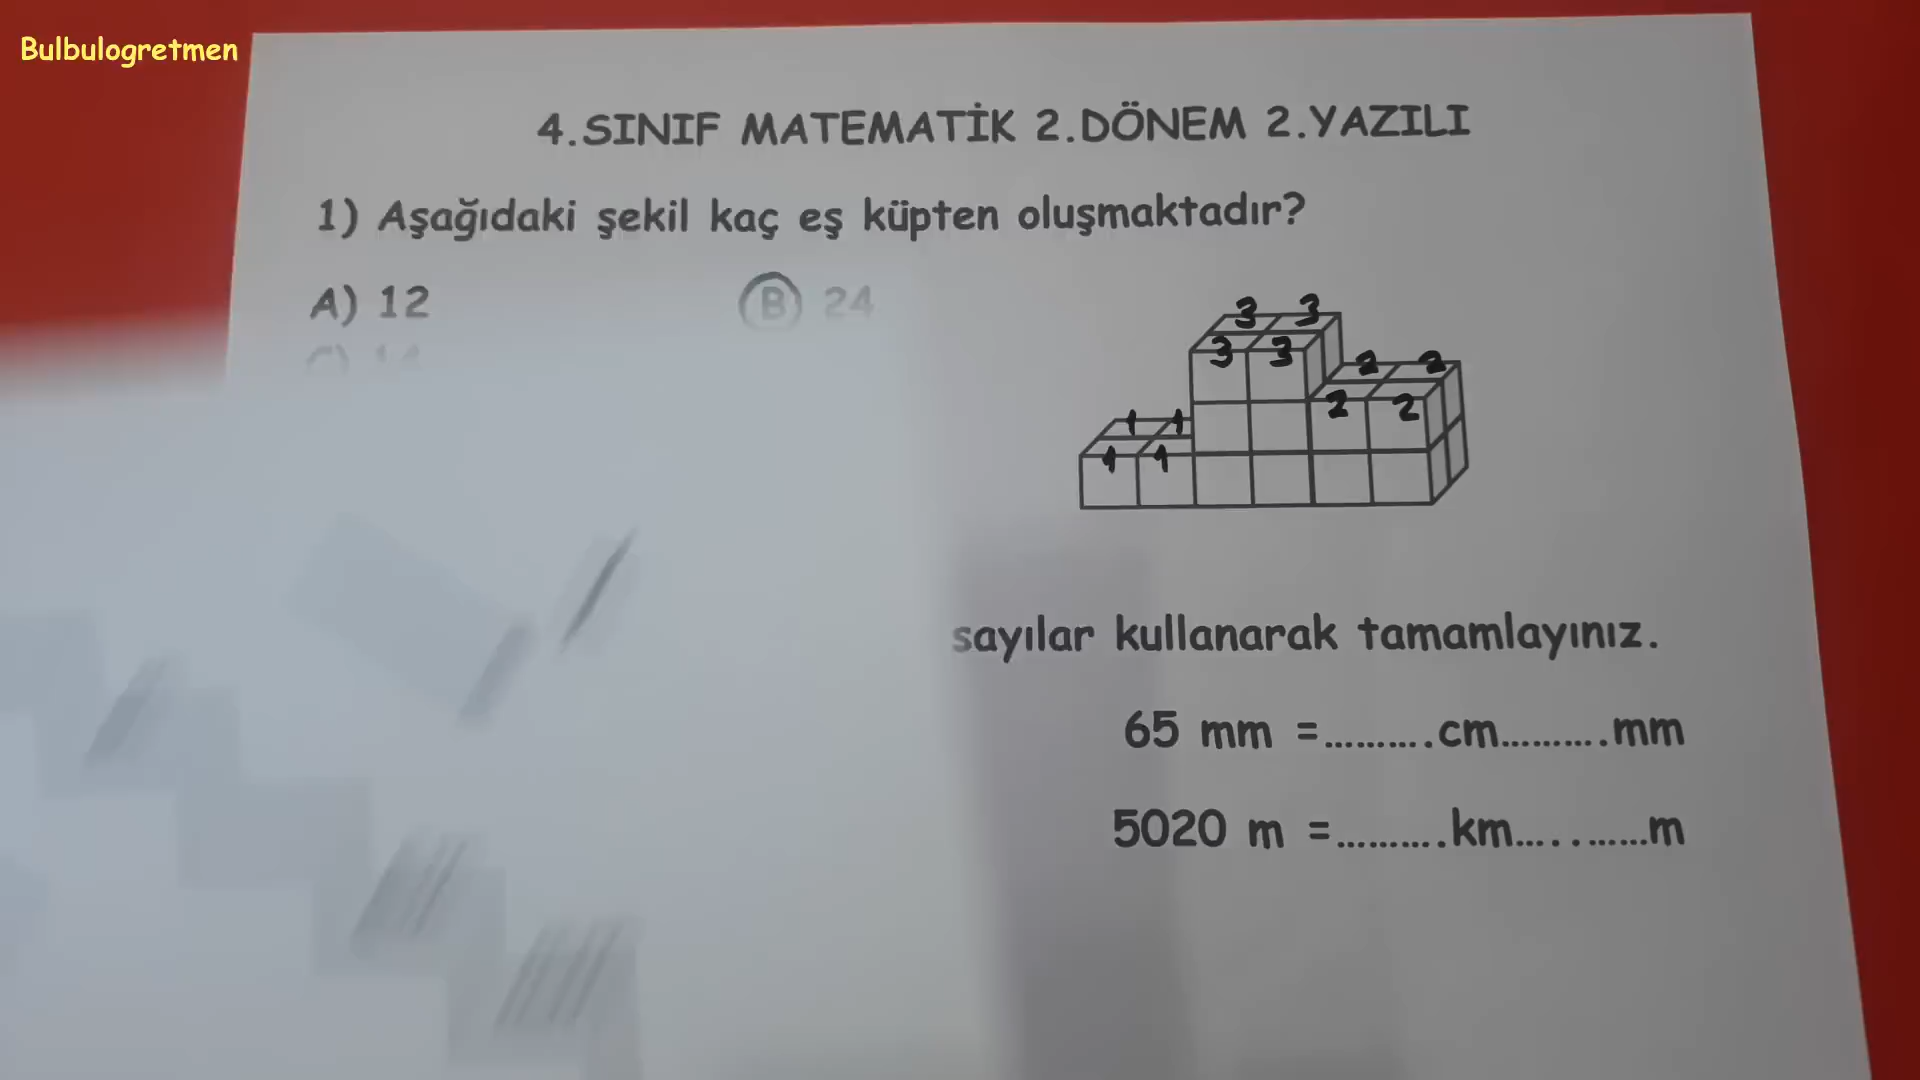 Bulbulogretmen
4.SINIF MATEMATİK 2.DÖNEM 2.YAZILI
1) Aşağıdaki şekil kaç eş küpten oluşmaktadır?
A) 12 B) 24
C) 14
3 3
3 3
2 2
2 2
1 1
1 1
sayılar kullanarak tamamlayınız.
65 mm =..........cm..........mm
5020 m =..........km..........m